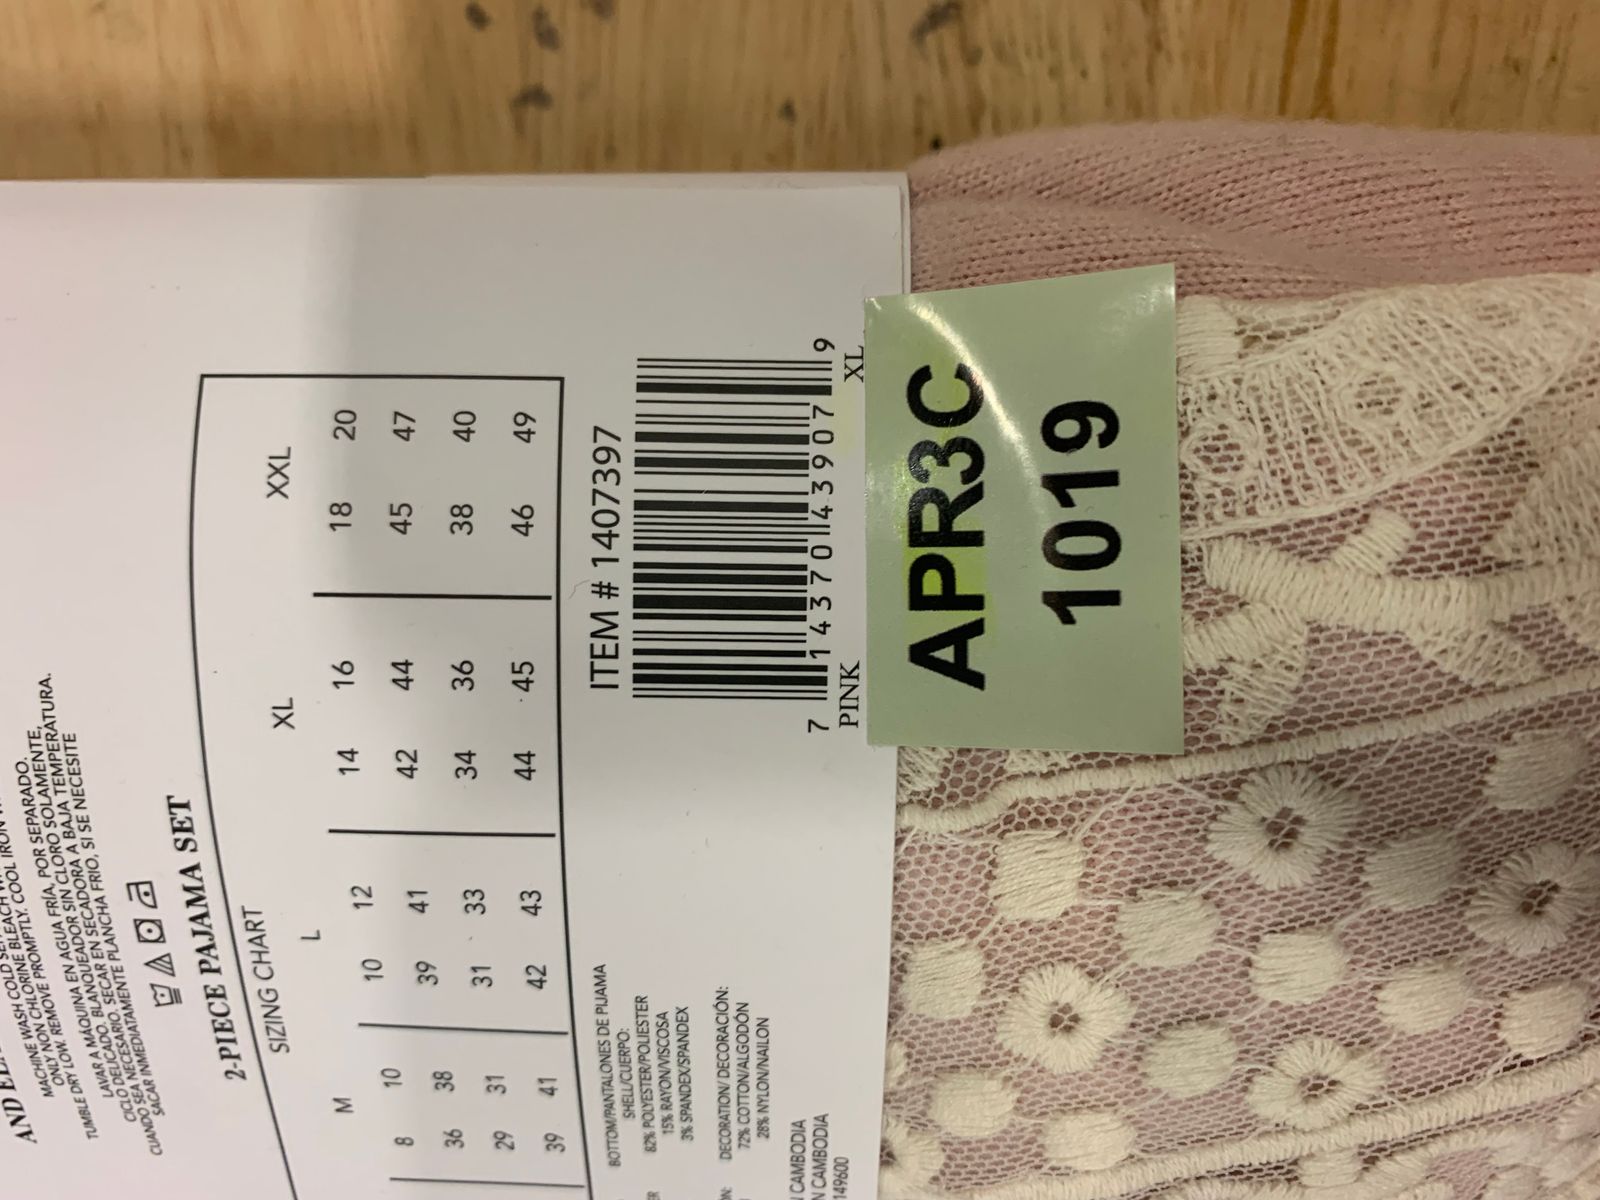 MACHINE WASH COLD
ONLY NON CHLORINE BLEACH
REMOVE PROMPTLY. COOL IRON
TUMBLE DRY LOW.
LAVAR A MÁQUINA EN AGUA FRÍA, POR SEPARADO.
CICLO DELICADO. BLANQUEADOR SIN CLORO SOLAMENTE,
CUANDO SEA NECESARIO. SECAR EN SECADORA A BAJA TEMPERATURA.
SACAR INMEDIATAMENTE PLANCHA FRIO, SI SE NECESITE
2-PIECE PAJAMA SET
SIZING CHART
M L XL XXL
8 10 10 12 14 16 18 20
36 38 39 41 42 44 45 47
29 31 31 33 34 36 38 40
39 41 42 43 44 45 46 49
BOTTOM/PANTALONES DE PIJAMA
SHELL/CUERPO:
82% POLYESTER/POLIESTER
15% RAYON/VISCOSA
3% SPANDEX/SPANDEX
DECORATION/ DECORACIÓN:
72% COTTON/ALGODÓN
28% NYLON/NAILON
CAMBODIA
N CAMBODIA
149600
ITEM # 1407397
7 14370 43907 9
PINK XL
APR3C
1019